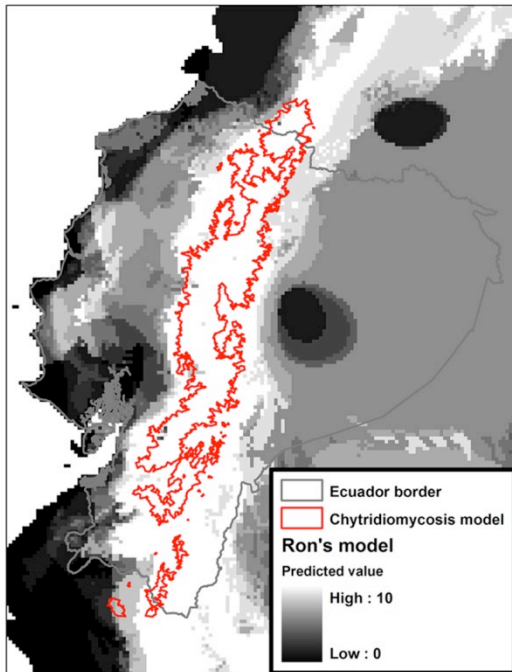 Ecuador border
Chytridiomycosis model
Ron's model
Predicted value
High : 10
Low : 0